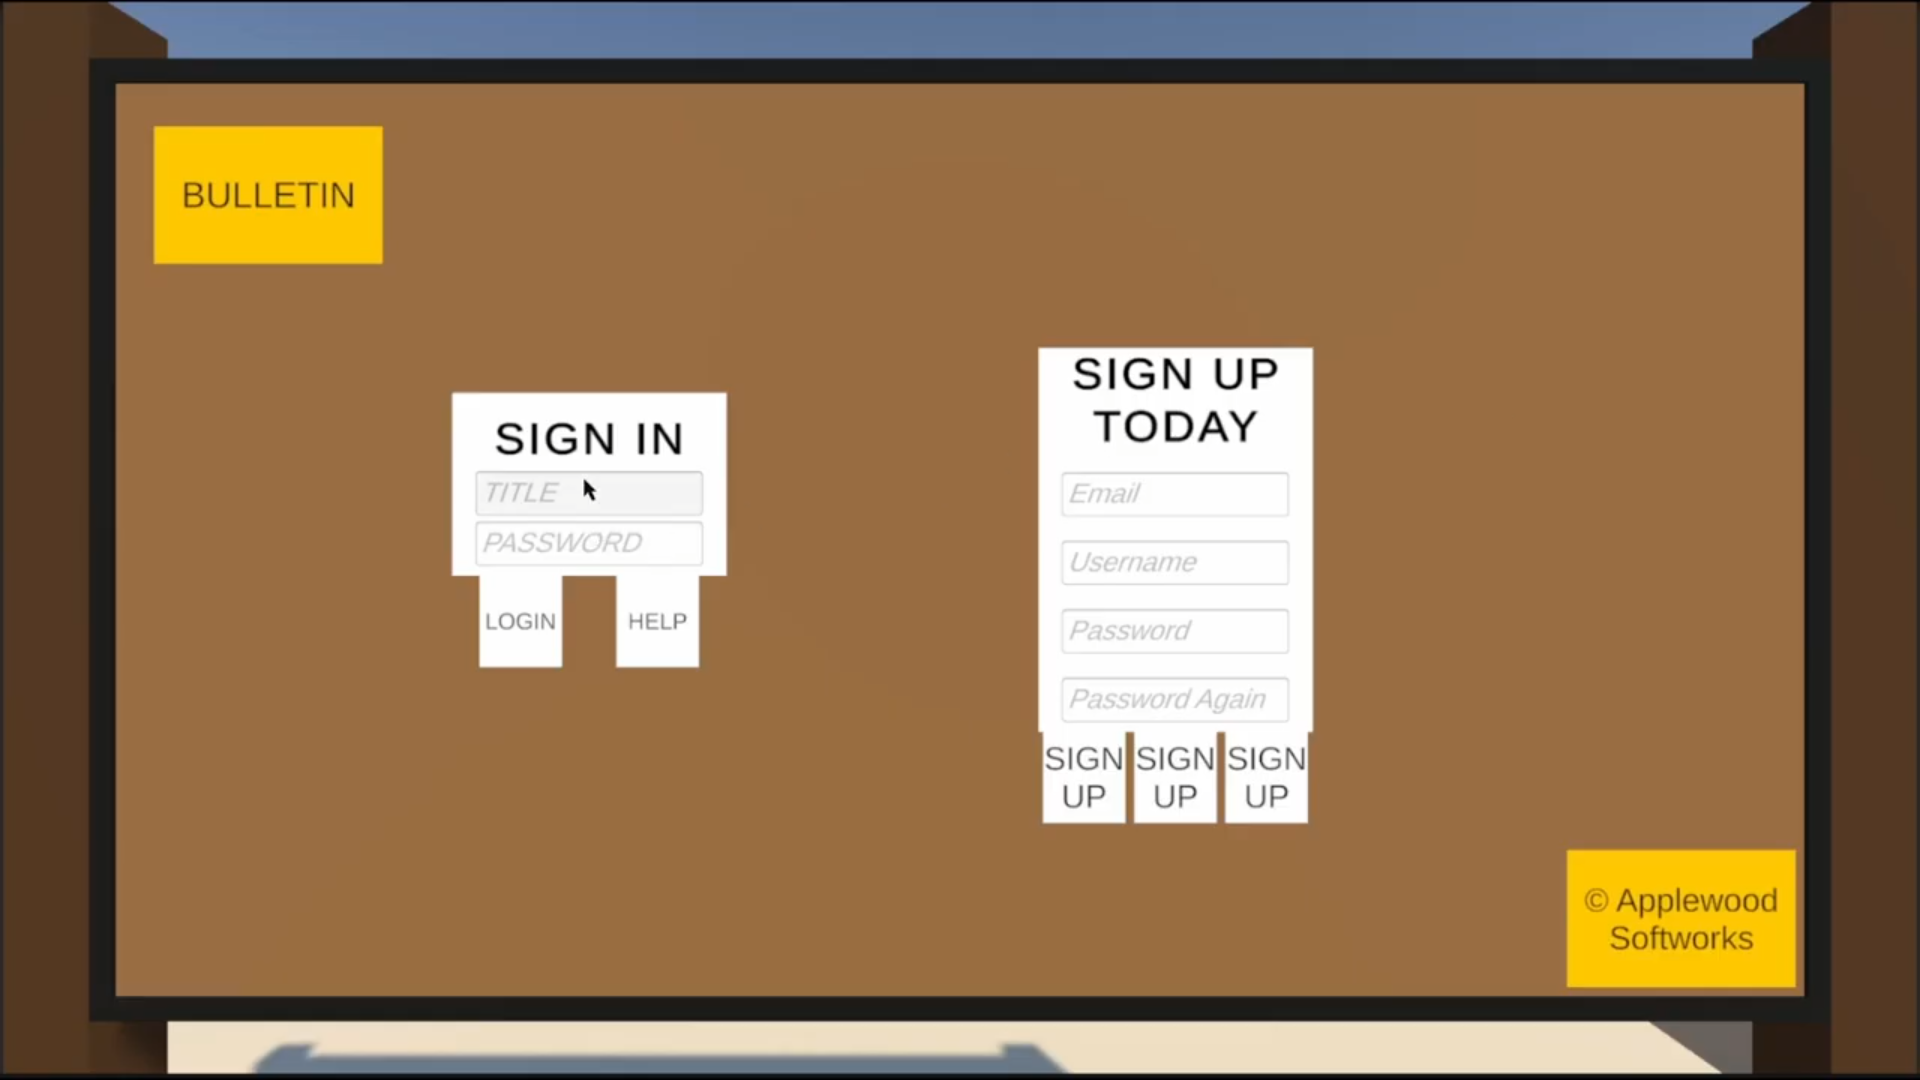 BULLETIN
SIGN IN
TITLE
PASSWORD
LOGIN
HELP
SIGN UP
TODAY
Email
Username
Password
Password Again
SIGN
UP
SIGN
UP
SIGN
UP
© Applewood
Softworks